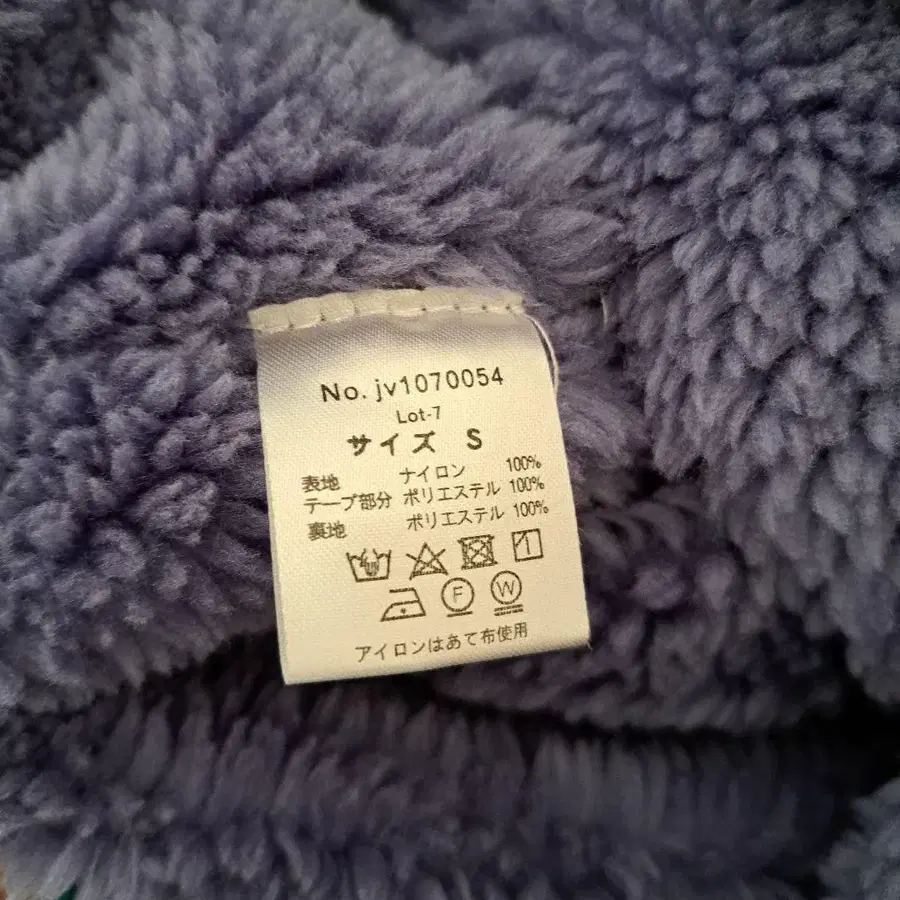 No. jv1070054
Lot-7
サイズ S
表地 ナイロン 100%
テープ部分 ポリエステル 100%
裏地 ポリエステル 100%
F W
アイロンはあて布使用